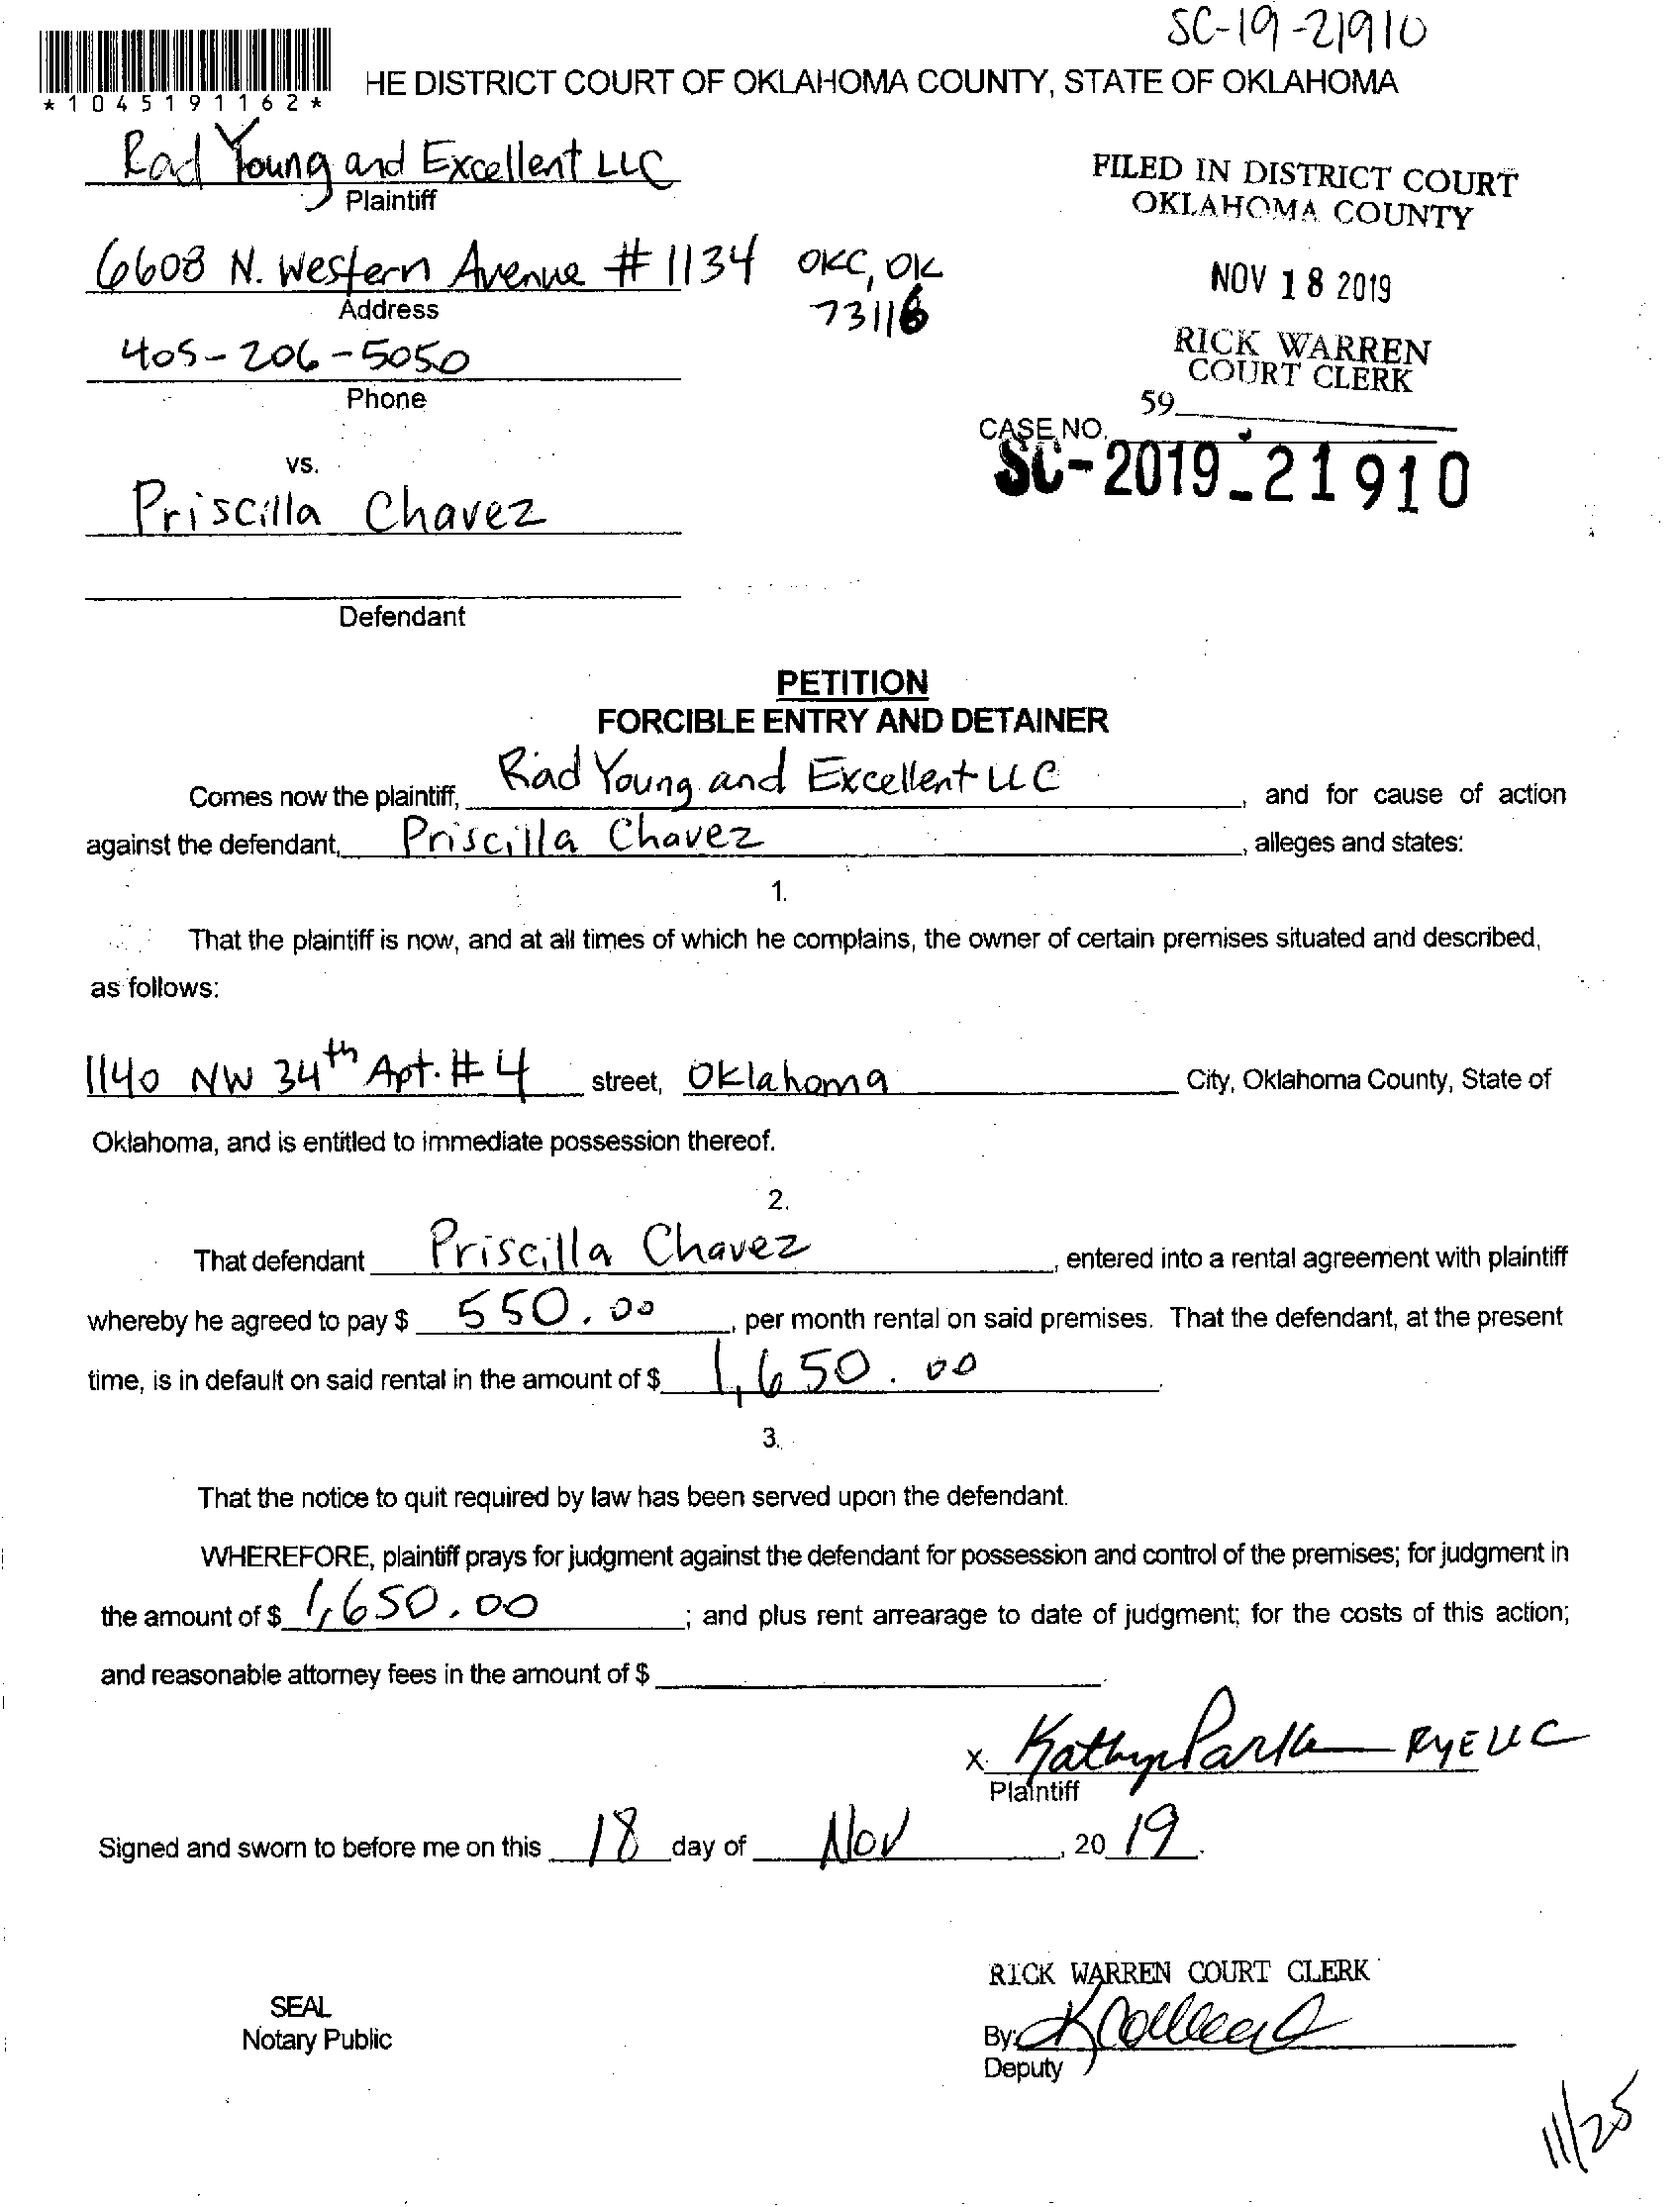 SC-19-21910
*1045191162*
HE DISTRICT COURT OF OKLAHOMA COUNTY, STATE OF OKLAHOMA
Rad Young and Excellent LLC
Plaintiff
FILED IN DISTRICT COURT
OKLAHOMA COUNTY
6608 N. Western Avenue # 1134 OKC, OK
73116
Address
NOV 18 2019
405-206-5050
Phone
RICK WARREN
COURT CLERK
59
CASE NO.
SC-2019-21910
vs.
Priscilla Chavez
Defendant
PETITION
FORCIBLE ENTRY AND DETAINER
Comes now the plaintiff, Rad Young and Excellent LLC, and for cause of action
against the defendant, Priscilla Chavez, alleges and states:
1.
That the plaintiff is now, and at all times of which he complains, the owner of certain premises situated and described,
as follows:
1140 NW 34th Apt. # 4 street, Oklahoma City, Oklahoma County, State of
Oklahoma, and is entitled to immediate possession thereof.
2.
That defendant Priscilla Chavez, entered into a rental agreement with plaintiff
whereby he agreed to pay $ 550.00, per month rental on said premises. That the defendant, at the present
time, is in default on said rental in the amount of $ 1,650.00.
3.
That the notice to quit required by law has been served upon the defendant.
WHEREFORE, plaintiff prays for judgment against the defendant for possession and control of the premises; for judgment in
the amount of $ 1,650.00; and plus rent arrearage to date of judgment; for the costs of this action;
and reasonable attorney fees in the amount of $ .
X Kathryn Parker RYELLC
Plaintiff
Signed and sworn to before me on this 18 day of Nov, 2019.
RICK WARREN COURT CLERK
SEAL
Notary Public
By:
Deputy
11/25